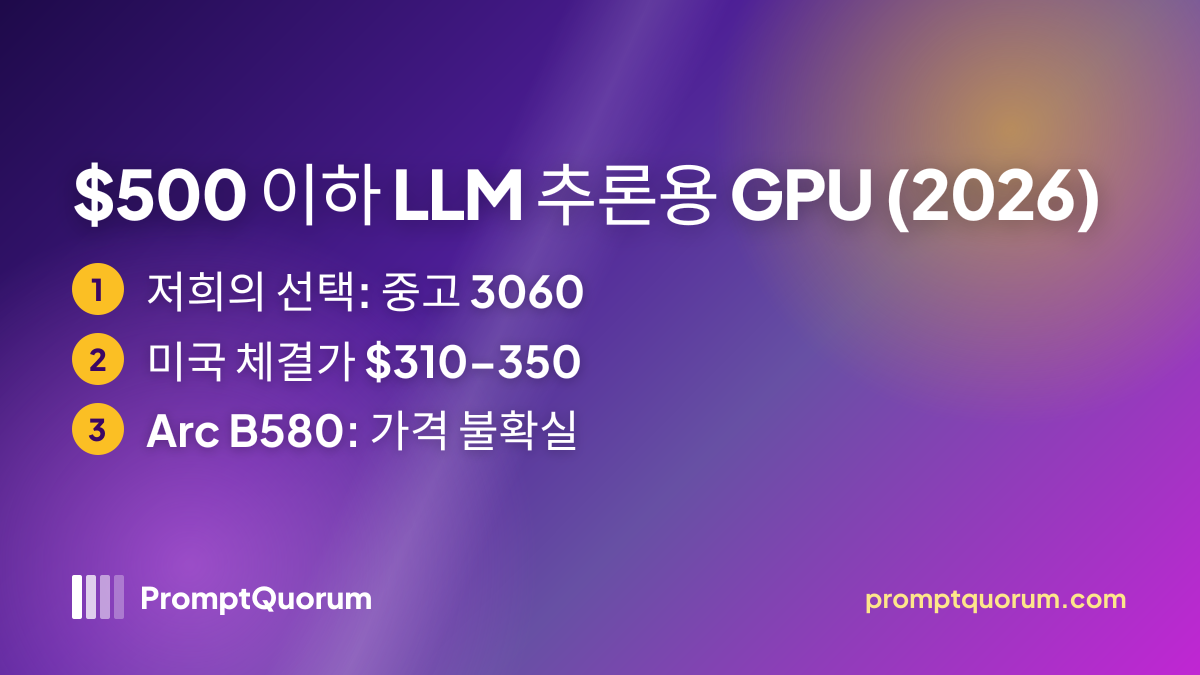 $500 이하 LLM 추론용 GPU (2026)
1 저희의 선택: 중고 3060
2 미국 체결가 $310–350
3 Arc B580: 가격 불확실
PromptQuorum
promptquorum.com